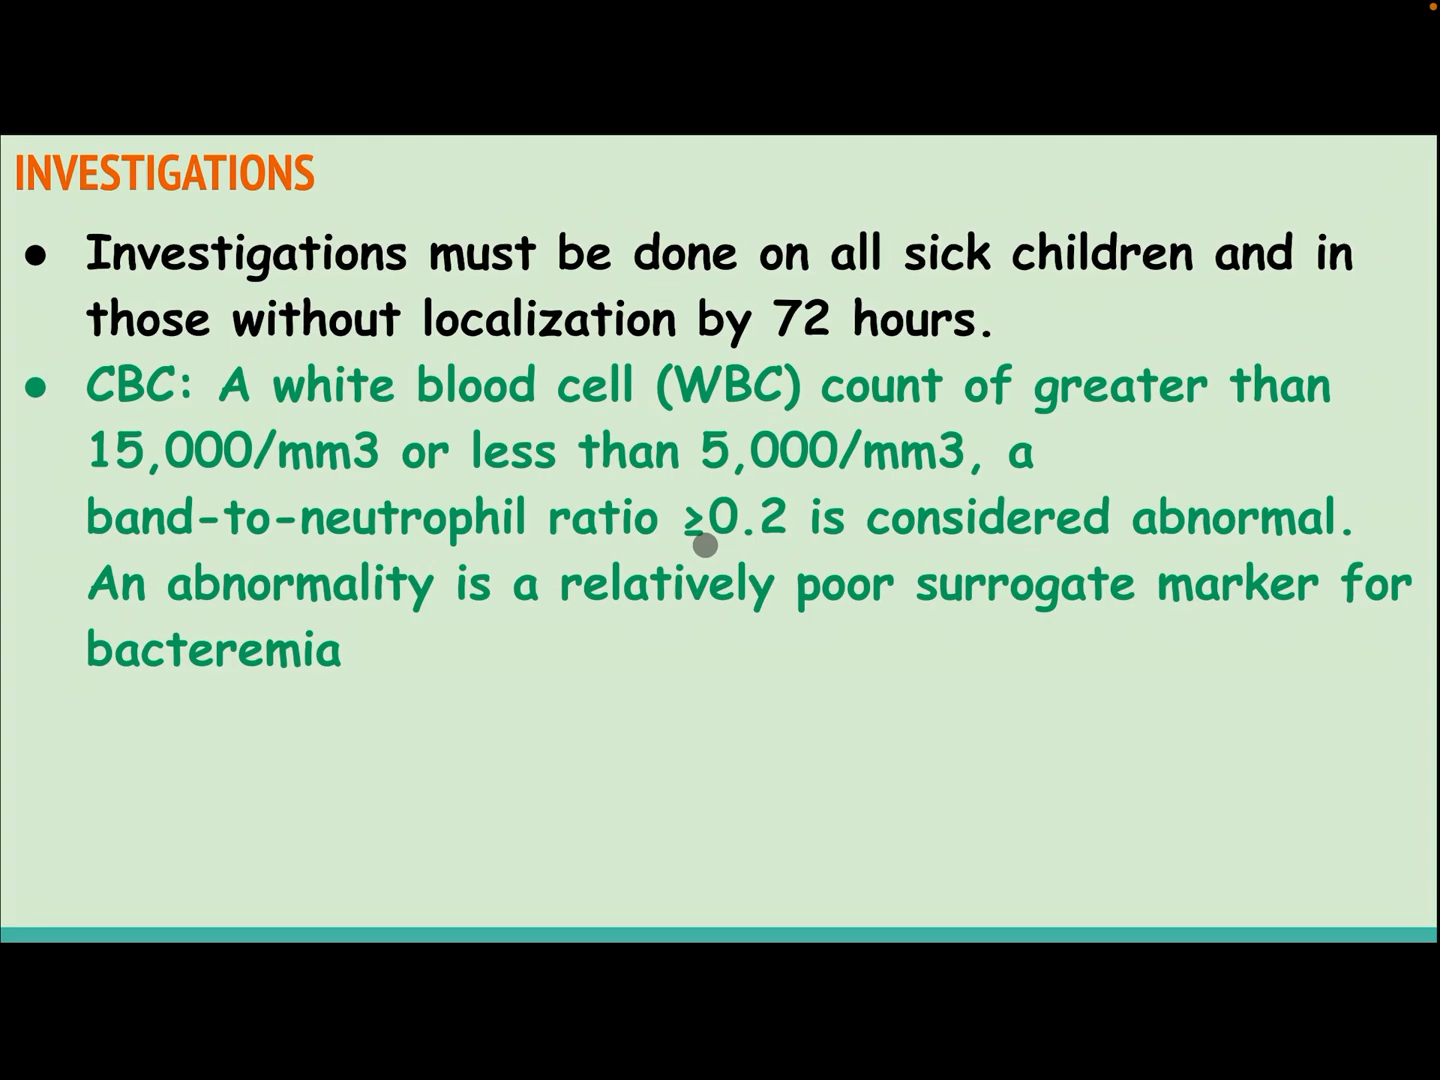 INVESTIGATIONS
● Investigations must be done on all sick children and in
those without localization by 72 hours.
● CBC: A white blood cell (WBC) count of greater than
15,000/mm3 or less than 5,000/mm3, a
band-to-neutrophil ratio ≥0.2 is considered abnormal.
An abnormality is a relatively poor surrogate marker for
bacteremia